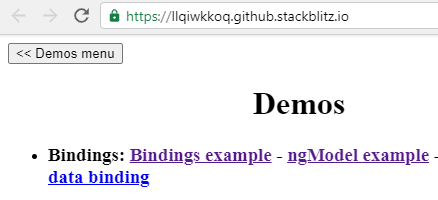 https://llqiwkkoq.github.stackblitz.io
<< Demos menu
Demos
• Bindings: Bindings example - ngModel example -
data binding